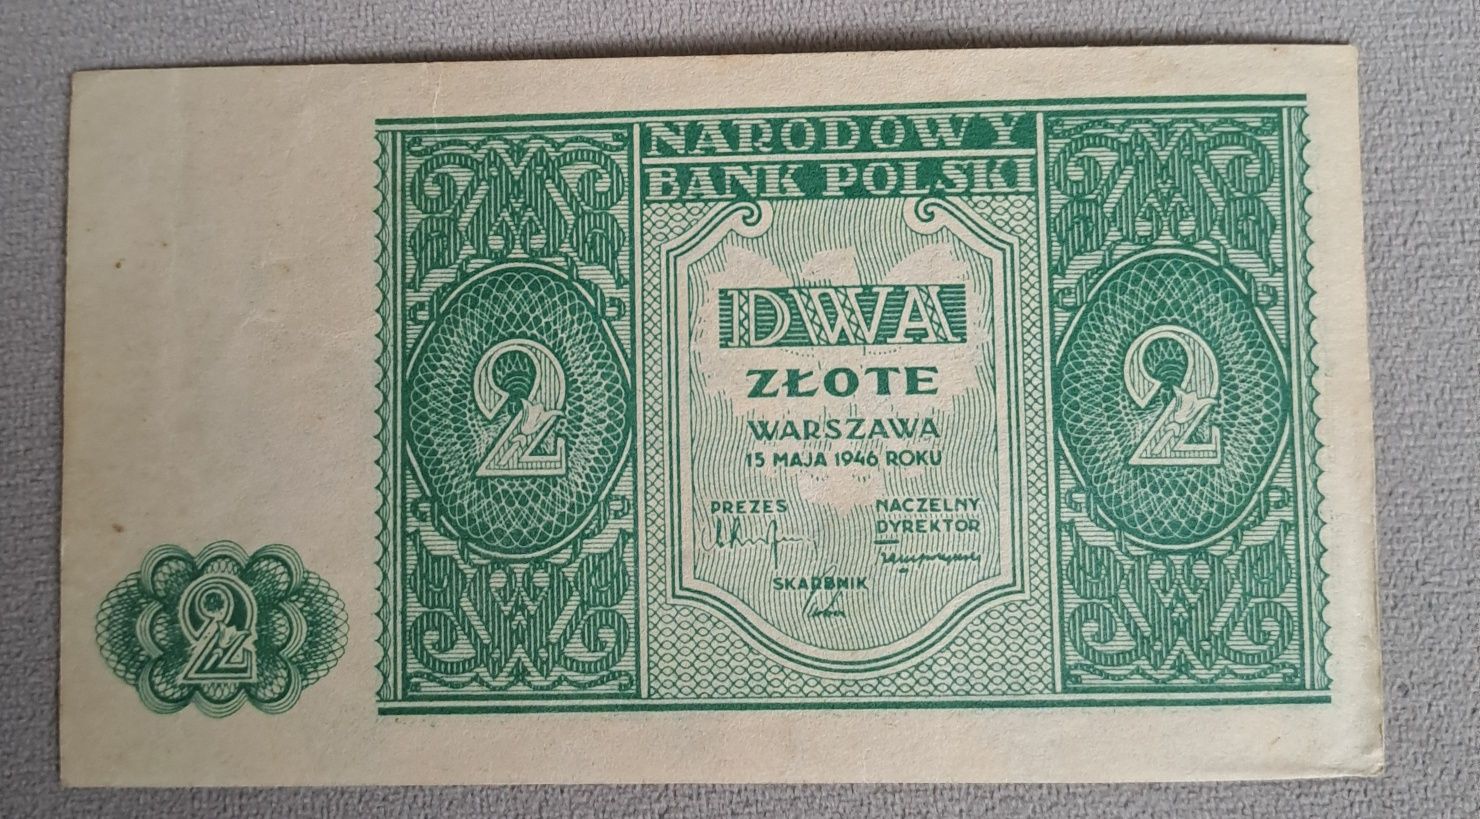 NARODOWY
BANK POLSKI
DWA
ZŁOTE
WARSZAWA
15 MAJA 1946 ROKU
PREZES
NACZELNY
DYREKTOR
SKARBNIK
2
2
2